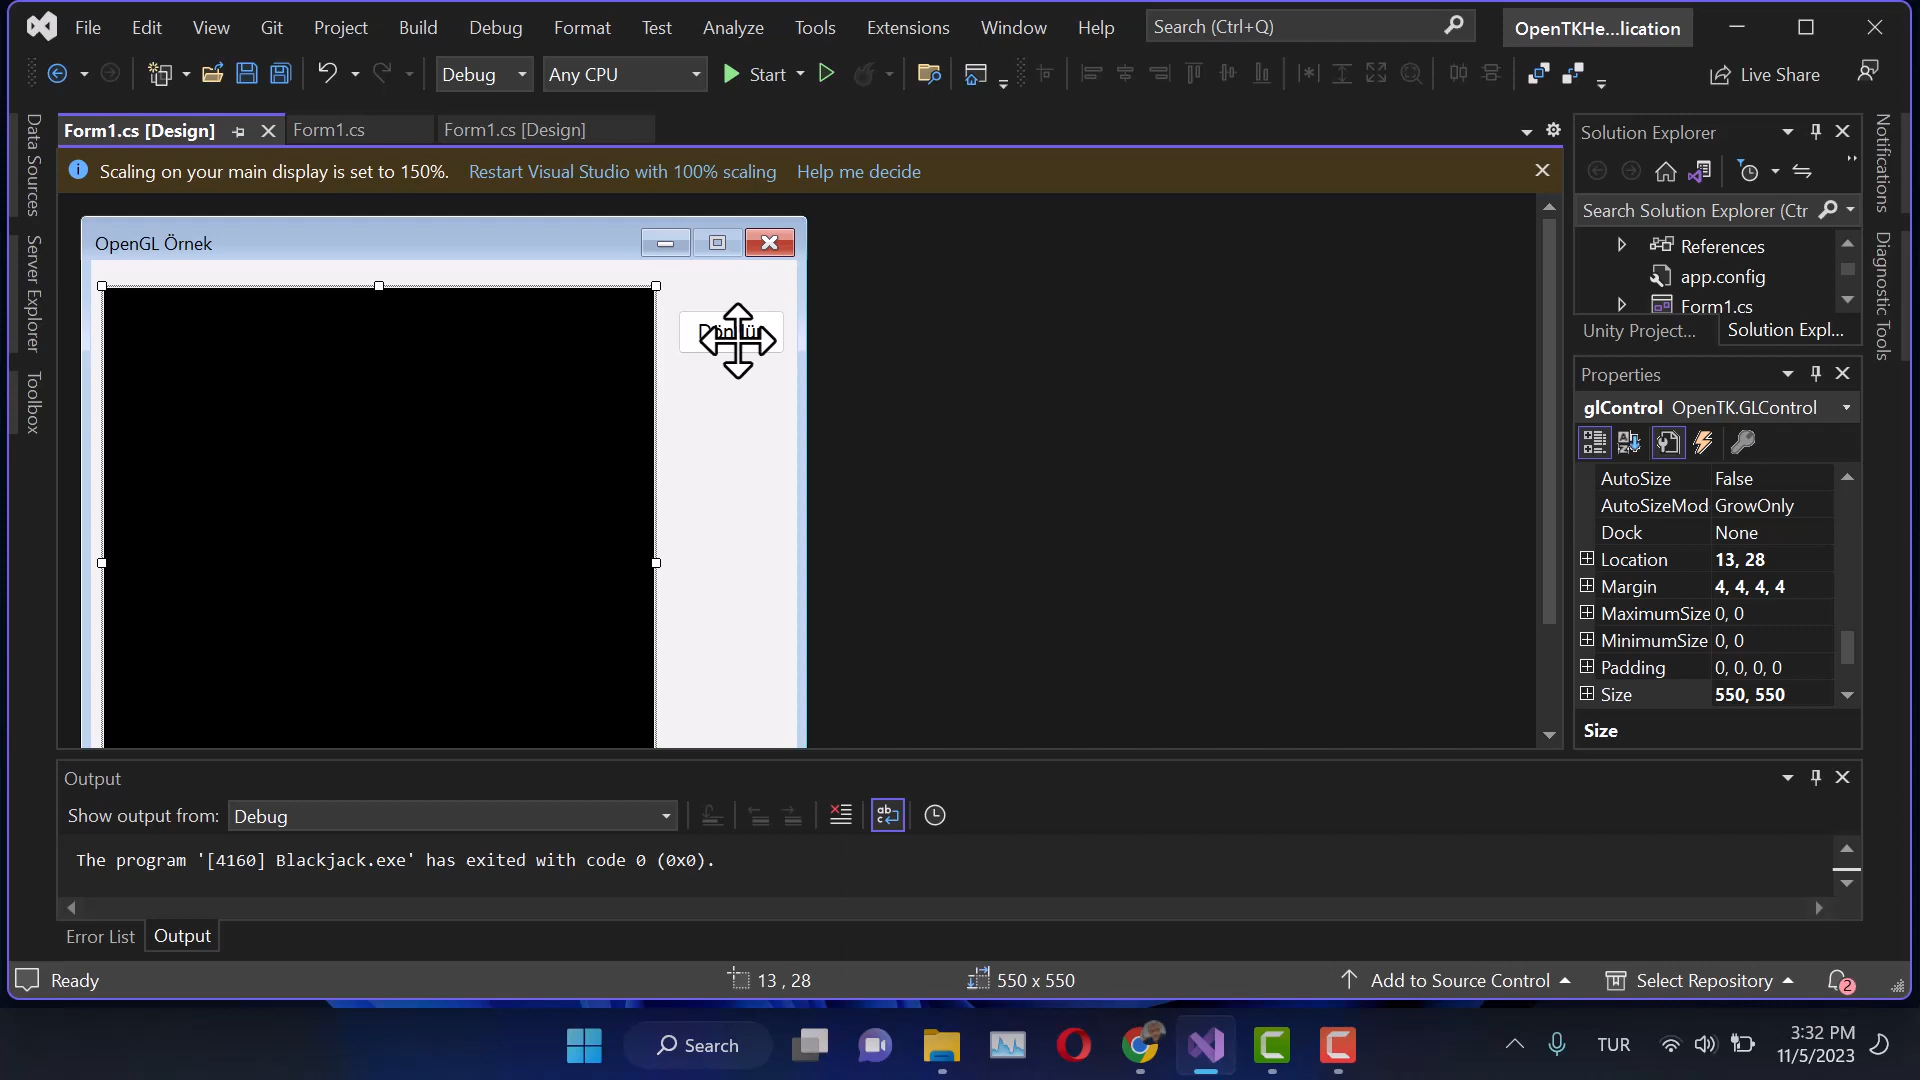 File Edit View Git Project Build Debug Format Test Analyze Tools Extensions Window Help Search (Ctrl+Q) OpenTKHe...lication
Debug Any CPU Start Live Share
Form1.cs [Design] Form1.cs Form1.cs [Design]
Scaling on your main display is set to 150%. Restart Visual Studio with 100% scaling Help me decide
Data Sources
Server Explorer
Toolbox
OpenGL Örnek
Solution Explorer
Search Solution Explorer (Ctr
References
app.config
Form1.cs
Unity Project... Solution Expl...
Properties
glControl OpenTK.GLControl
AutoSize False
AutoSizeMod GrowOnly
Dock None
Location 13, 28
Margin 4, 4, 4, 4
MaximumSize 0, 0
MinimumSize 0, 0
Padding 0, 0, 0, 0
Size 550, 550
Size
Notifications
Diagnostic Tools
Output
Show output from: Debug
The program '[4160] Blackjack.exe' has exited with code 0 (0x0).
Error List Output
Ready 13 , 28 550 x 550 Add to Source Control Select Repository 2
Search TUR 3:32 PM
11/5/2023